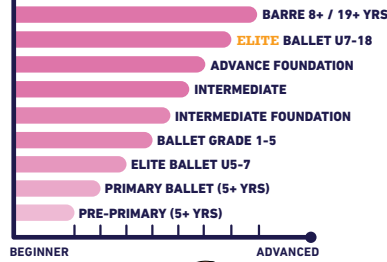 BARRE 8+ / 19+ YRS
ELITE BALLET U7-18
ADVANCE FOUNDATION
INTERMEDIATE
INTERMEDIATE FOUNDATION
BALLET GRADE 1-5
ELITE BALLET U5-7
PRIMARY BALLET (5+ YRS)
PRE-PRIMARY (5+ YRS)
BEGINNER ADVANCED